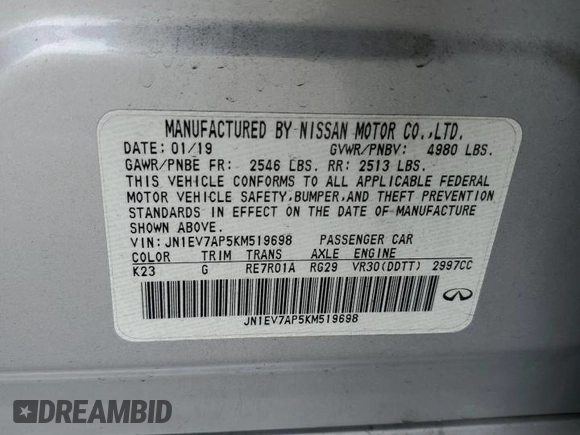 MANUFACTURED BY NISSAN MOTOR CO.,LTD.
DATE: 01/19 GVWR/PNBV: 4980 LBS.
GAWR/PNBE FR: 2546 LBS. RR: 2513 LBS.
THIS VEHICLE CONFORMS TO ALL APPLICABLE FEDERAL
MOTOR VEHICLE SAFETY,BUMPER,AND THEFT PREVENTION
STANDARDS IN EFFECT ON THE DATE OF MANUFACTURE
SHOWN ABOVE.
VIN: JN1EV7AP5KM519698 PASSENGER CAR
COLOR TRIM TRANS AXLE ENGINE
K23 G RE7R01A RG29 VR30(DDTT) 2997CC
JN1EV7AP5KM519698
DREAMBID